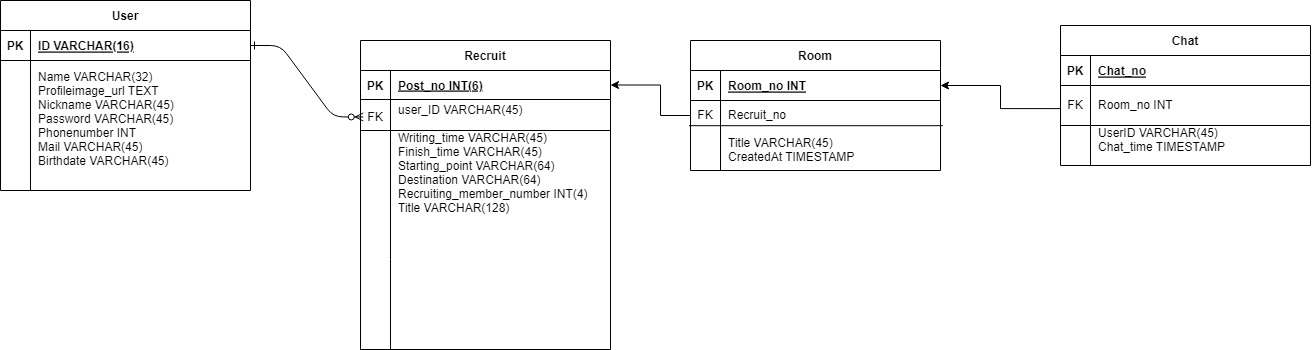 User
PK ID VARCHAR(16)
Name VARCHAR(32)
Profileimage_url TEXT
Nickname VARCHAR(45)
Password VARCHAR(45)
Phonenumber INT
Mail VARCHAR(45)
Birthdate VARCHAR(45)
Recruit
PK Post_no INT(6)
FK user_ID VARCHAR(45)
Writing_time VARCHAR(45)
Finish_time VARCHAR(45)
Starting_point VARCHAR(64)
Destination VARCHAR(64)
Recruiting_member_number INT(4)
Title VARCHAR(128)
Room
PK Room_no INT
FK Recruit_no
Title VARCHAR(45)
CreatedAt TIMESTAMP
Chat
PK Chat_no
FK Room_no INT
UserID VARCHAR(45)
Chat_time TIMESTAMP